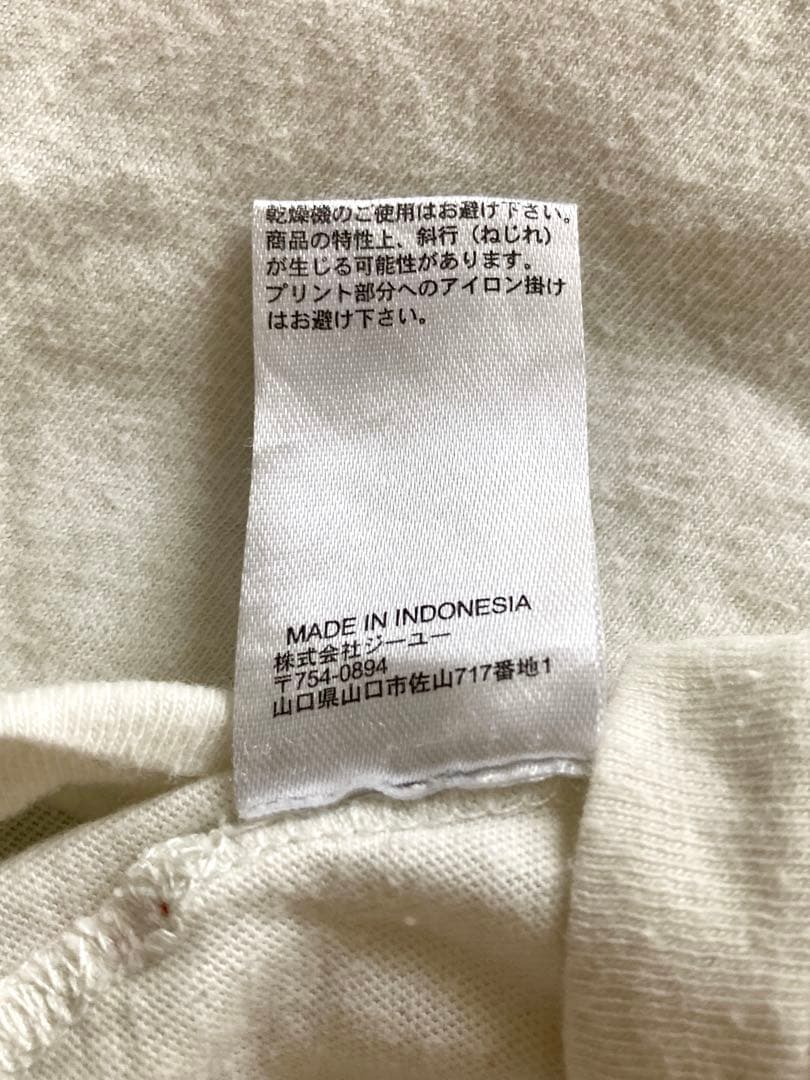 乾燥機のご使用はお避け下さい。
商品の特性上、斜行（ねじれ）
が生じる可能性があります。
プリント部分へのアイロン掛け
はお避け下さい。
MADE IN INDONESIA
株式会社ジーユー
〒754-0894
山口県山口市佐山717番地1